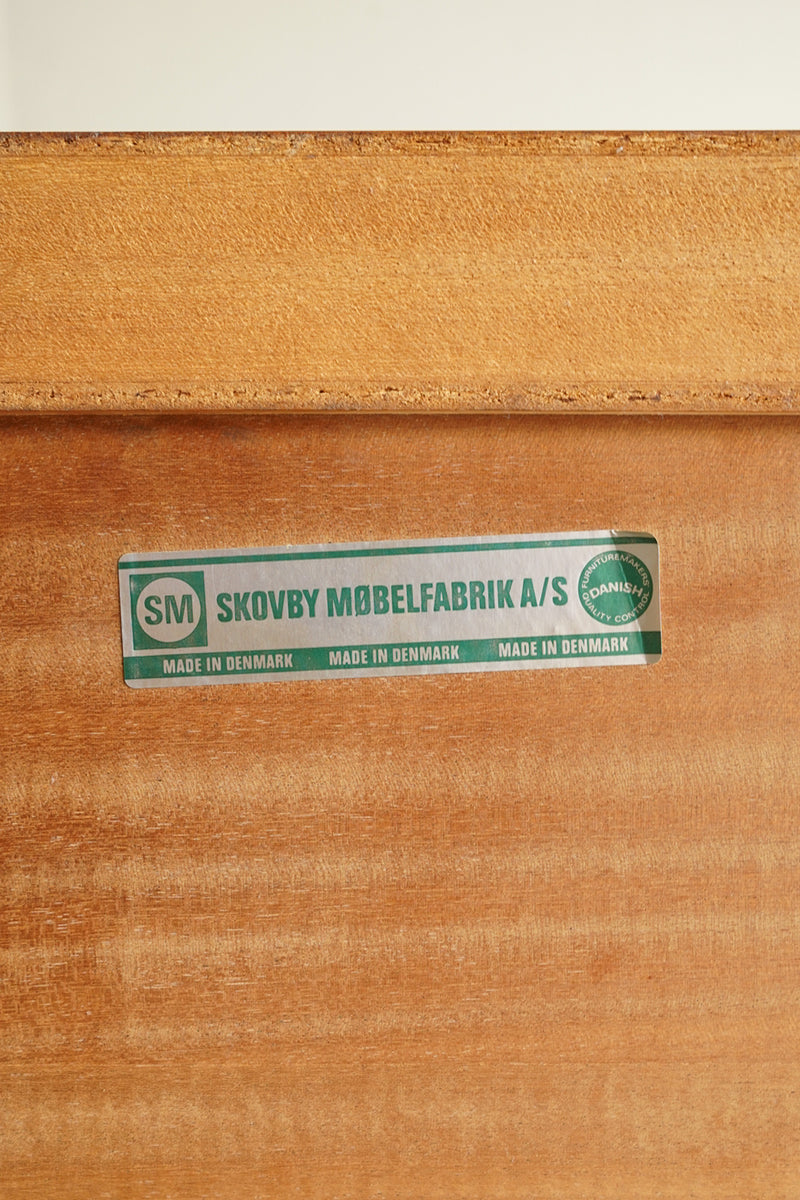 SM
SKOVBY MØBELFABRIK A/S
FURNITUREMAKERS
DANISH
QUALITY CONTROL
MADE IN DENMARK MADE IN DENMARK MADE IN DENMARK